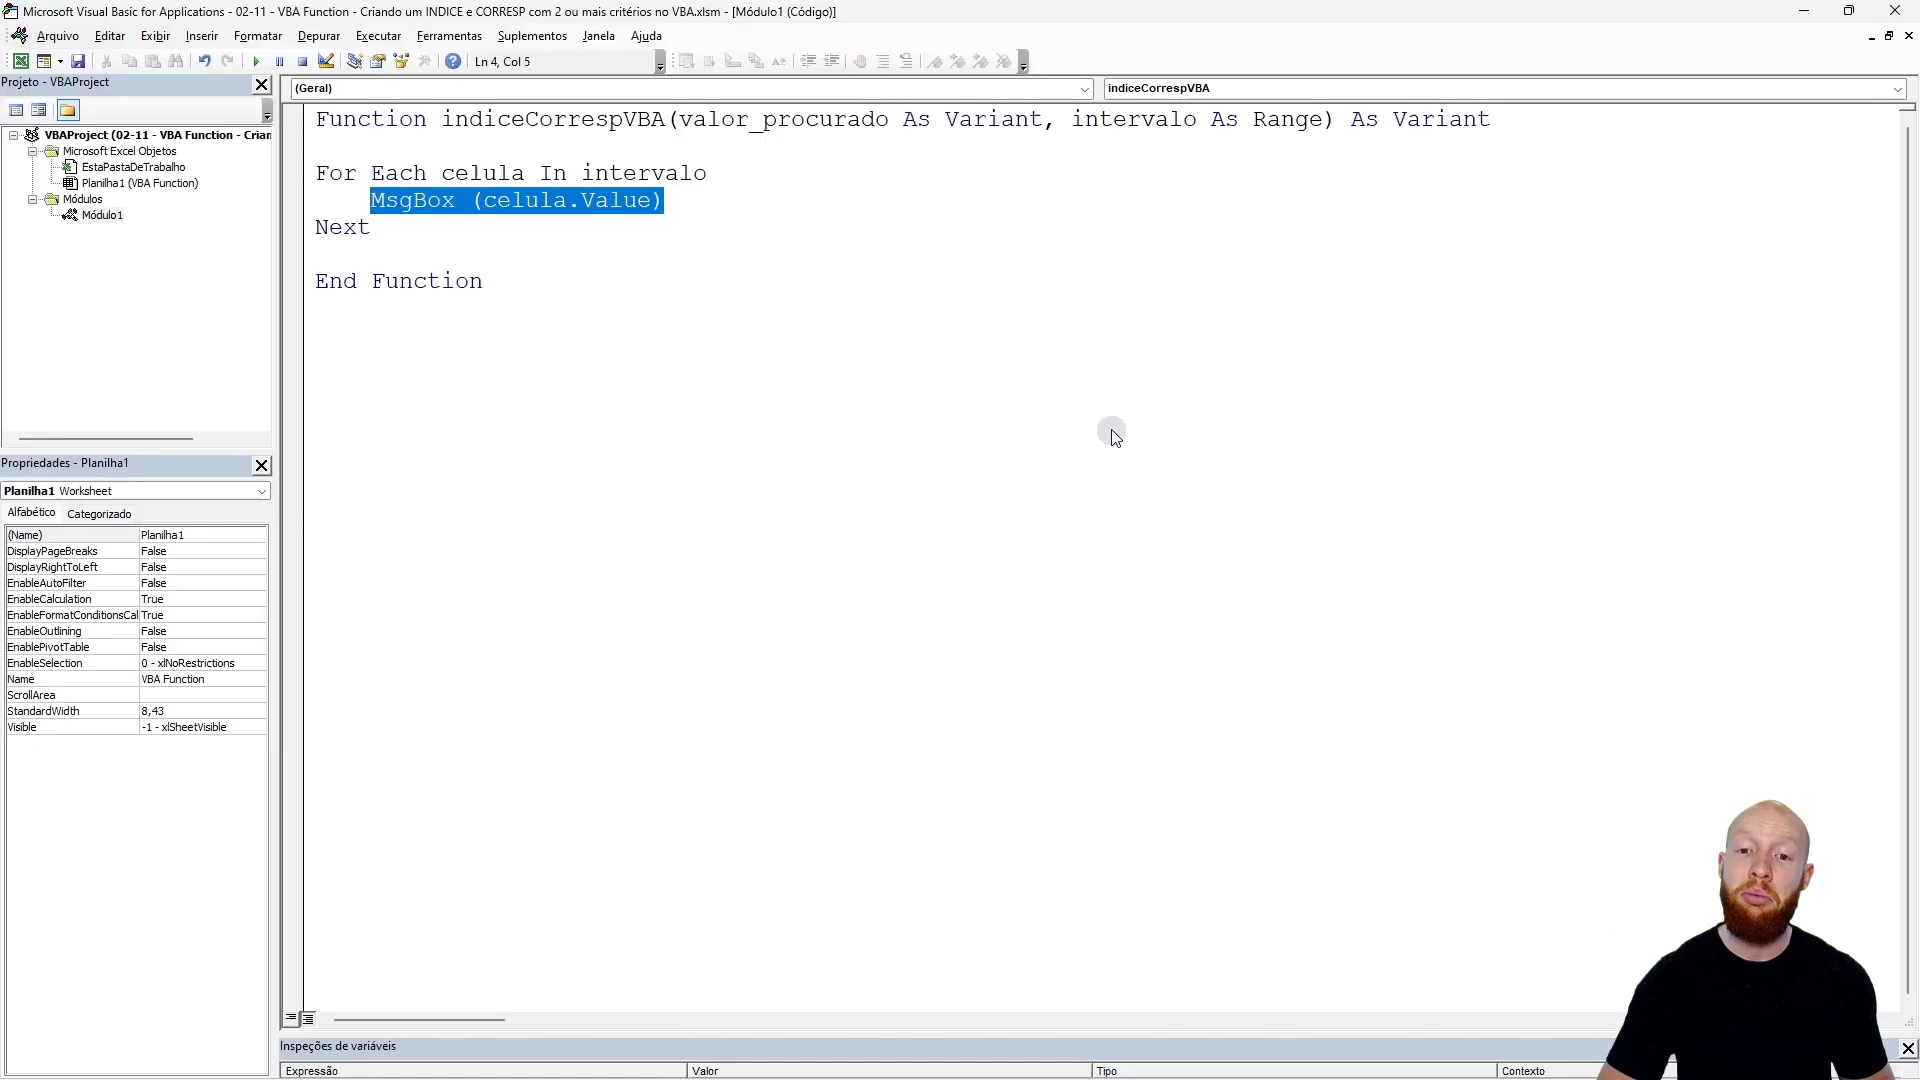 Microsoft Visual Basic for Applications - 02-11 - VBA Function - Criando um INDICE e CORRESP com 2 ou mais critérios no VBA.xlsm - [Módulo1 (Código)]
Arquivo Editar Exibir Inserir Formatar Depurar Executar Ferramentas Suplementos Janela Ajuda
Ln 4, Col 5
Projeto - VBAProject
(Geral)
indiceCorrespVBA
VBAProject (02-11 - VBA Function - Crian
Microsoft Excel Objetos
EstaPastaDeTrabalho
Planilha1 (VBA Function)
Módulos
Módulo1
Function indiceCorrespVBA(valor_procurado As Variant, intervalo As Range) As Variant
For Each celula In intervalo
MsgBox (celula.Value)
Next
End Function
Propriedades - Planilha1
Planilha1 Worksheet
Alfabético Categorizado
(Name) Planilha1
DisplayPageBreaks False
DisplayRightToLeft False
EnableAutoFilter False
EnableCalculation True
EnableFormatConditionsCal True
EnableOutlining False
EnablePivotTable False
EnableSelection 0 - xlNoRestrictions
Name VBA Function
ScrollArea
StandardWidth 8,43
Visible -1 - xlSheetVisible
Inspeções de variáveis
Expressão Valor Tipo Contexto